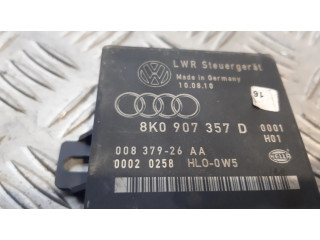 LWR Steuergerät
Made in Germany
10.08.10
8K0 907 357 D 0001
H01
008 379-26 AA
0002 0258 HLO-0W5
HELLA
16